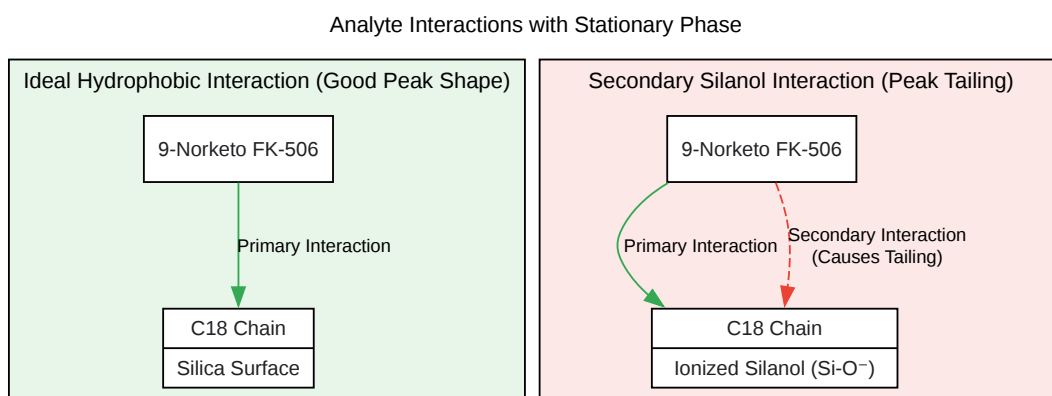 Analyte Interactions with Stationary Phase
Ideal Hydrophobic Interaction (Good Peak Shape)
9-Norketo FK-506
Primary Interaction
C18 Chain
Silica Surface
Secondary Silanol Interaction (Peak Tailing)
9-Norketo FK-506
Primary Interaction
Secondary Interaction
(Causes Tailing)
C18 Chain
Ionized Silanol (Si-O⁻)